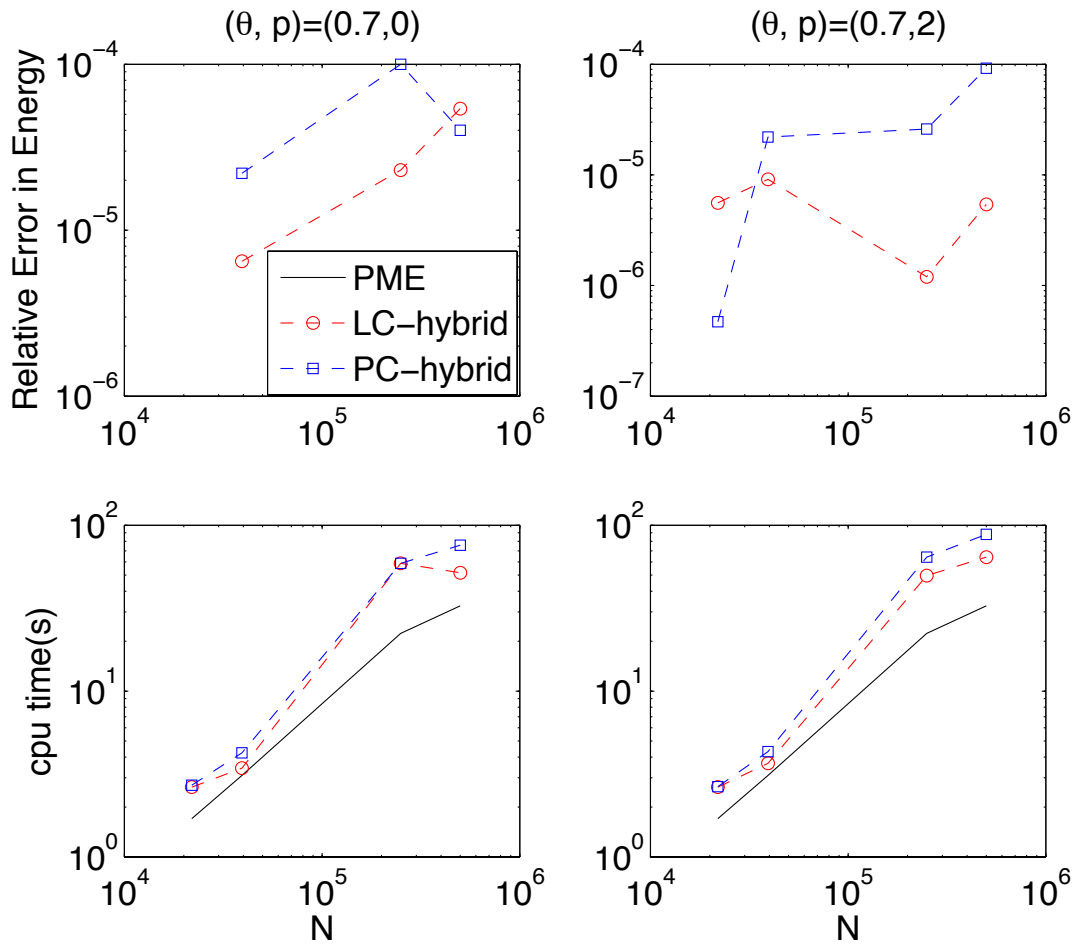 (θ, p)=(0.7,0)
(θ, p)=(0.7,2)
Relative Error in Energy
10^-4
10^-5
10^-6
10^4
10^5
10^6
PME
LC-hybrid
PC-hybrid
10^-4
10^-5
10^-6
10^-7
10^4
10^5
10^6
cpu time(s)
10^2
10^1
10^0
10^4
10^5
10^6
N
10^2
10^1
10^0
10^4
10^5
10^6
N